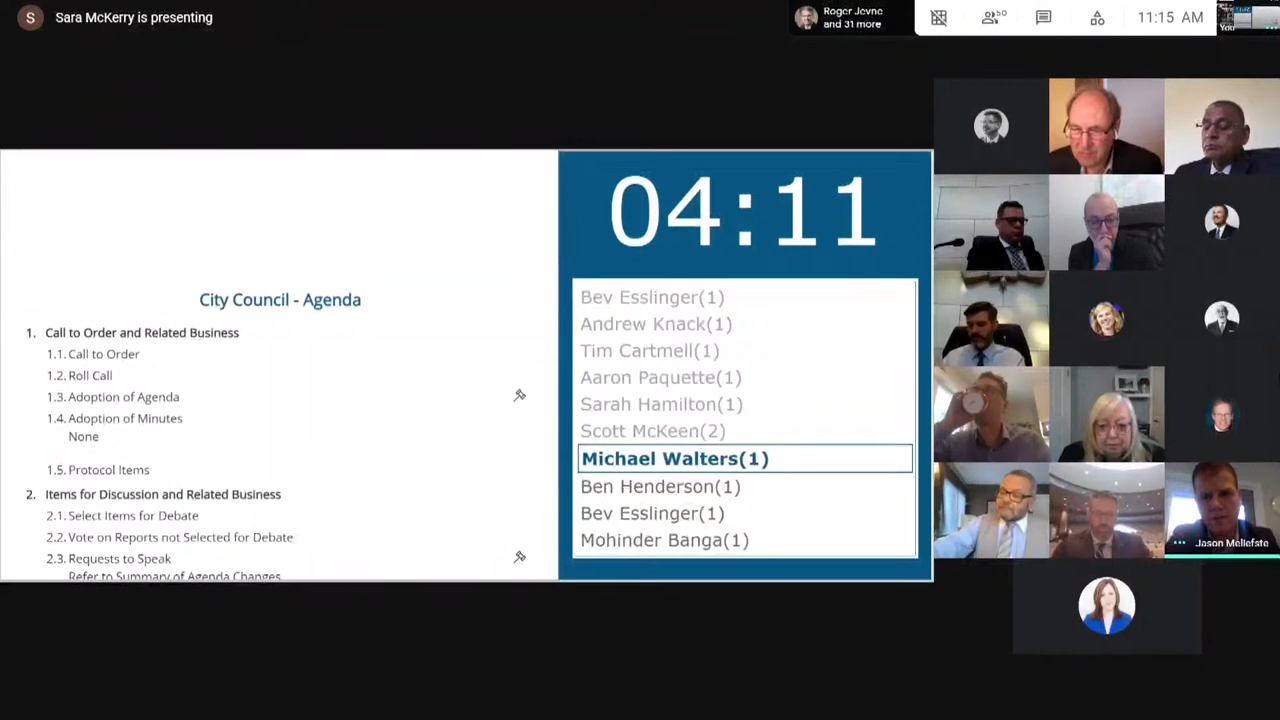 S
Sara McKerry is presenting
Roger Jevne
and 31 more
50
11:15 AM
You
04:11
City Council - Agenda
1. Call to Order and Related Business
1.1. Call to Order
1.2. Roll Call
1.3. Adoption of Agenda
1.4. Adoption of Minutes
None
1.5. Protocol Items
2. Items for Discussion and Related Business
2.1. Select Items for Debate
2.2. Vote on Reports not Selected for Debate
2.3. Requests to Speak
Refer to Summary of Agenda Changes
Bev Esslinger(1)
Andrew Knack(1)
Tim Cartmell(1)
Aaron Paquette(1)
Sarah Hamilton(1)
Scott McKeen(2)
Michael Walters(1)
Ben Henderson(1)
Bev Esslinger(1)
Mohinder Banga(1)
Jason Meliefste